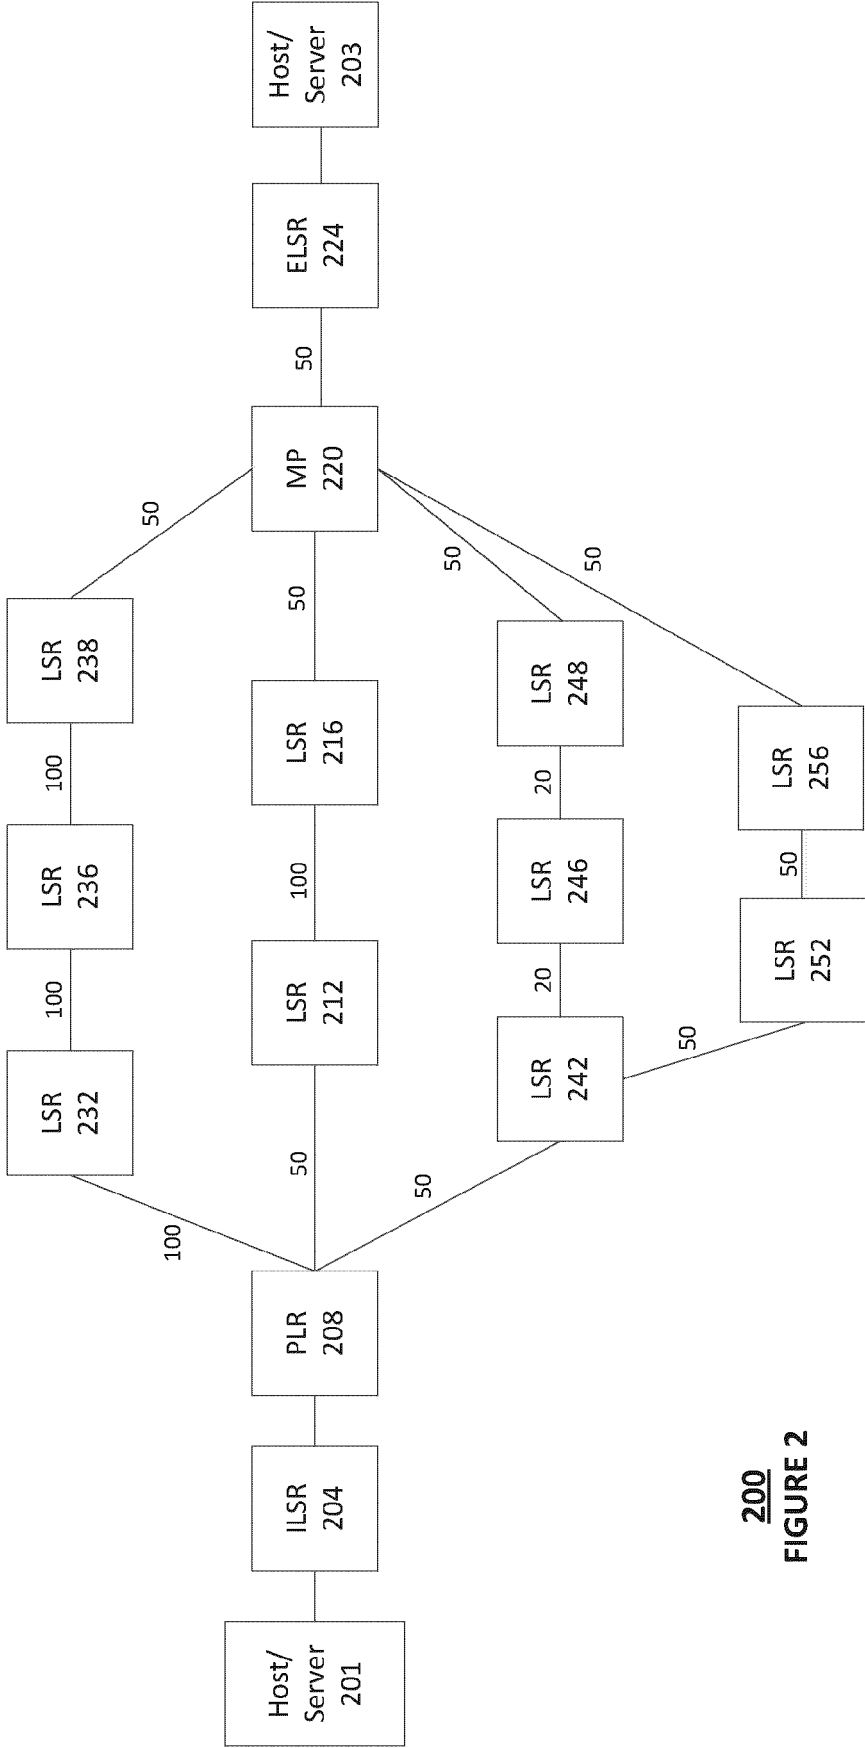 Host/
Server
201
ILSR
204
PLR
208
100
50
50
LSR
232
100
LSR
236
100
LSR
238
50
LSR
212
100
LSR
216
50
LSR
242
20
LSR
246
20
LSR
248
50
50
LSR
252
50
LSR
256
50
MP
220
50
ELSR
224
Host/
Server
203
200
FIGURE 2